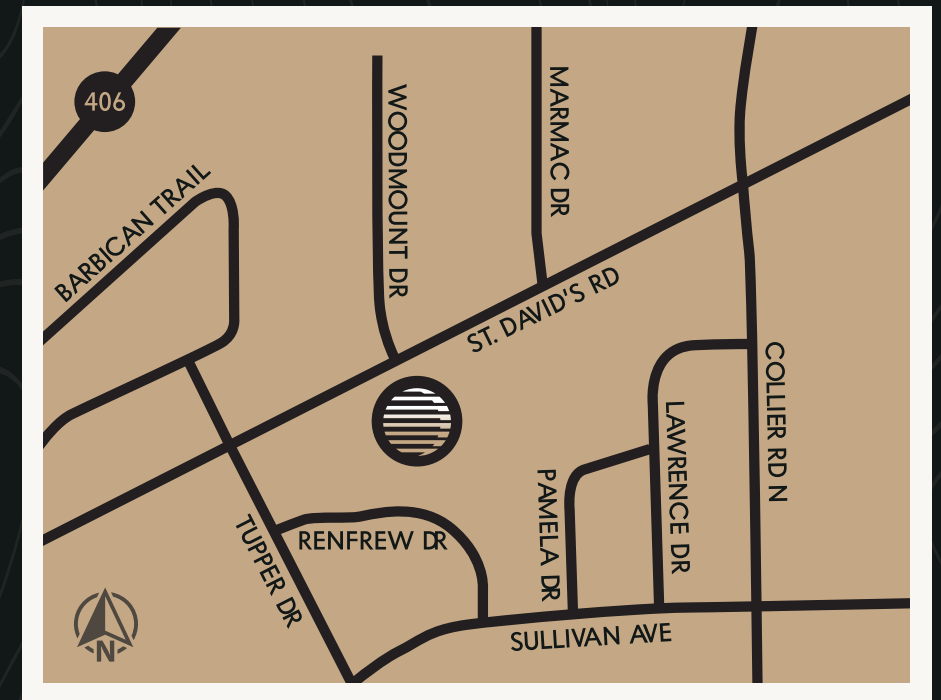 406
BARBICAN TRAIL
WOODMOUNT DR
MARMAC DR
ST. DAVID'S RD
COLLIER RD N
LAWRENCE DR
PAMELA DR
TUPPER DR
RENFREW DR
SULLIVAN AVE
N